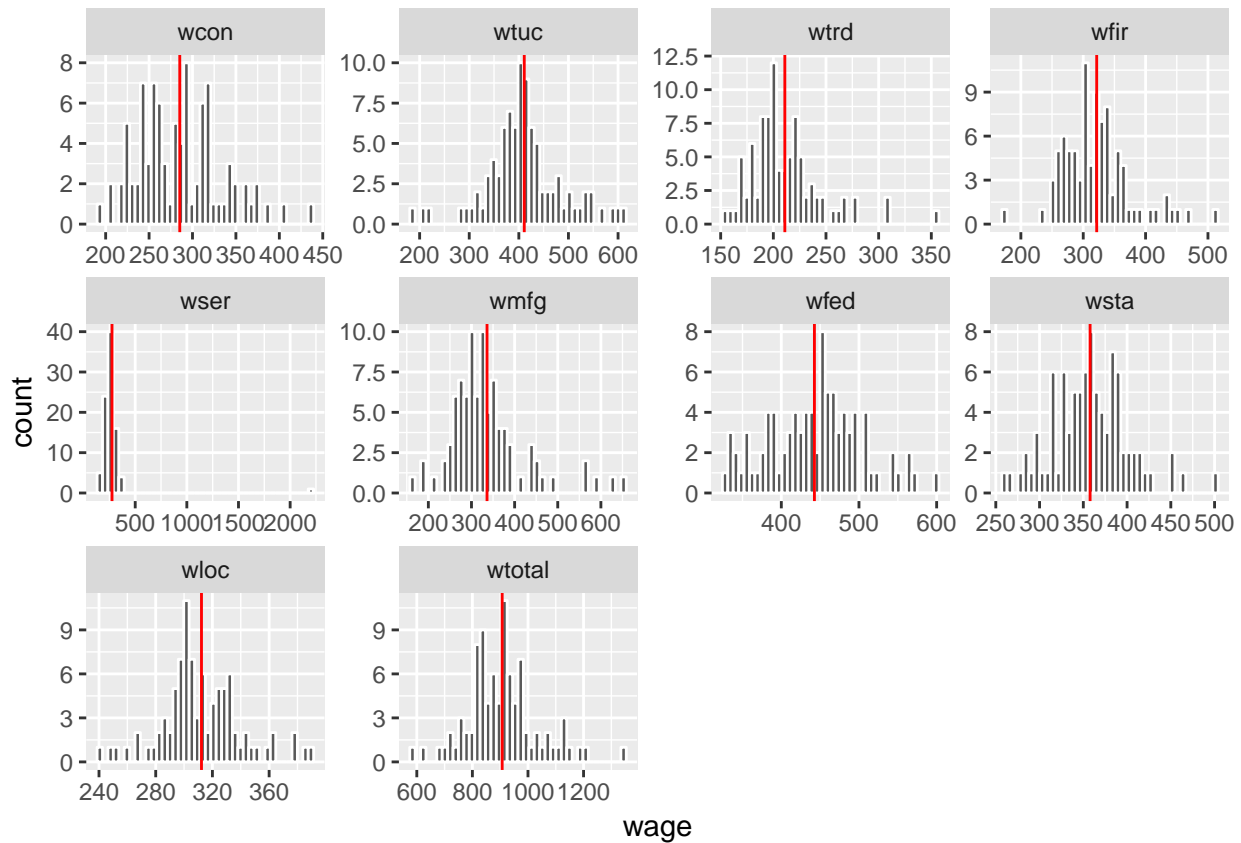 wcon wtuc wtrd wfir
8 6 4 2 0
10.0 7.5 5.0 2.5 0.0
12.5 10.0 7.5 5.0 2.5 0.0
9 6 3 0
200 250 300 350 400 450
200 300 400 500 600
150 200 250 300 350
200 300 400 500
wser wmfg wfed wsta
40 30 20 10 0
10.0 7.5 5.0 2.5 0.0
8 6 4 2 0
8 6 4 2 0
500 1000 1500 2000
200 300 400 500 600
400 500 600
250 300 350 400 450 500
wloc wtotal
9 6 3 0
9 6 3 0
240 280 320 360
600 800 1000 1200
count
wage